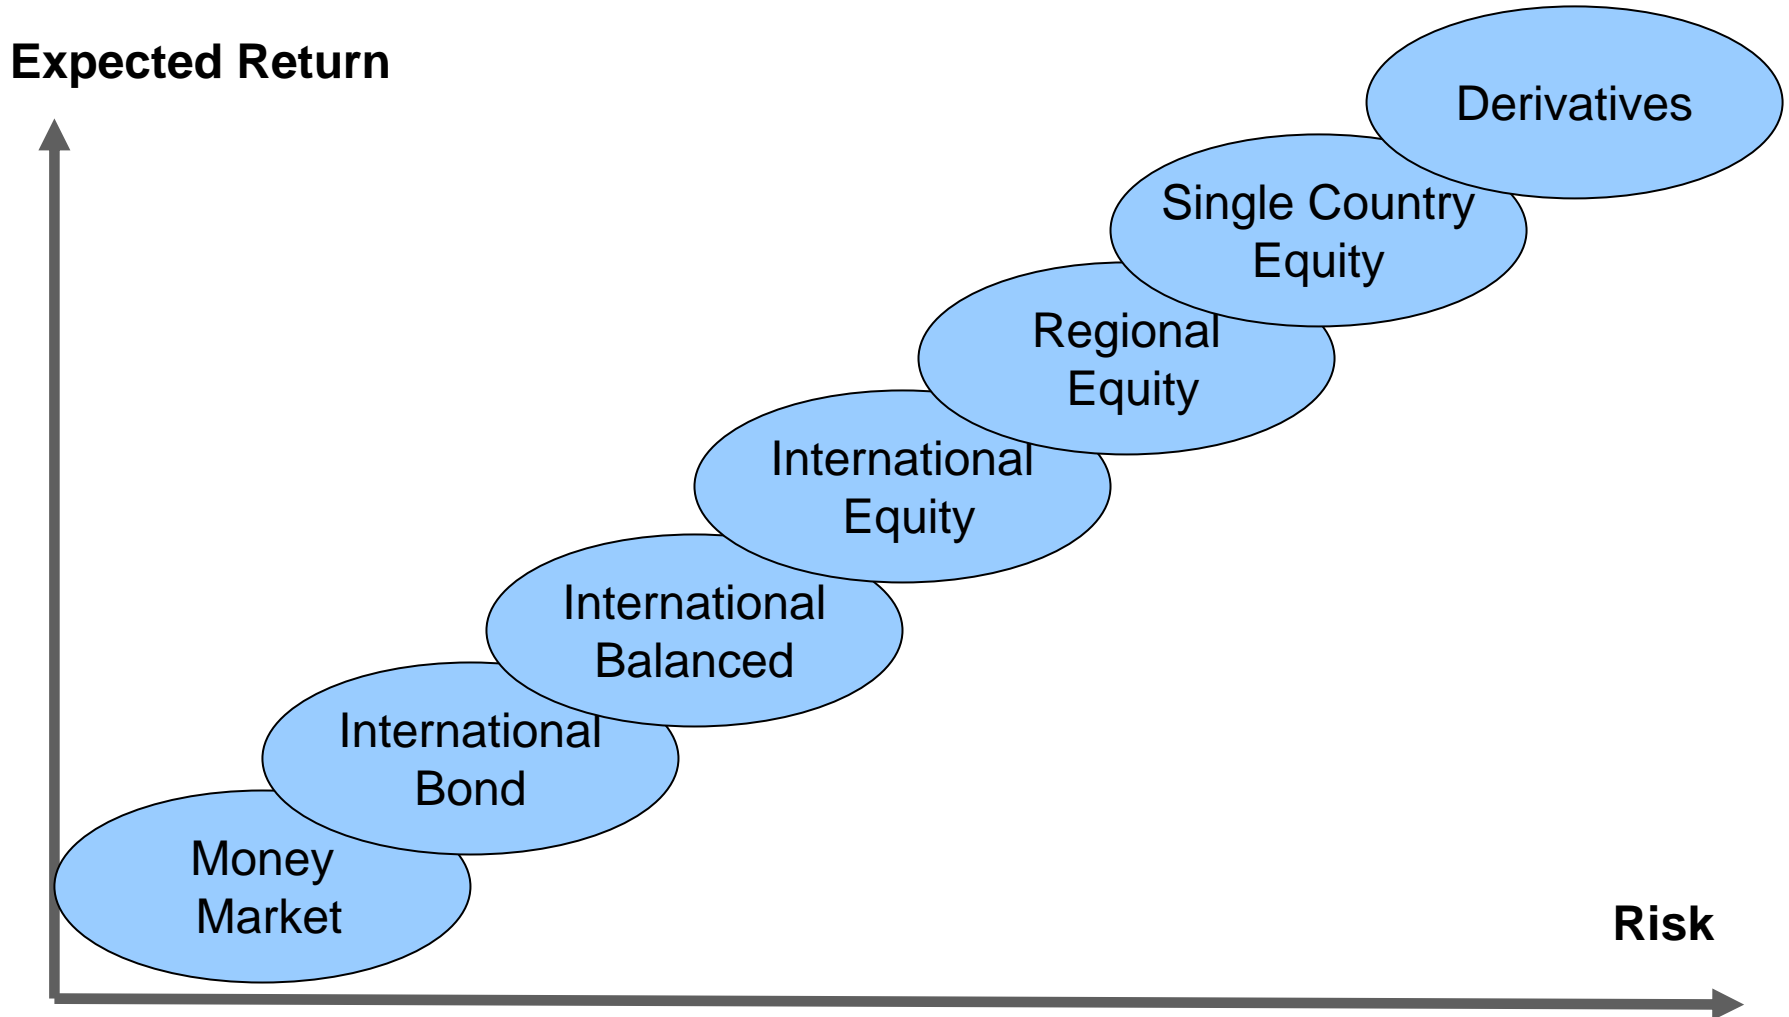 Expected Return
Derivatives
Single Country
Equity
Regional
Equity
International
Equity
International
Balanced
International
Bond
Money
Market
Risk